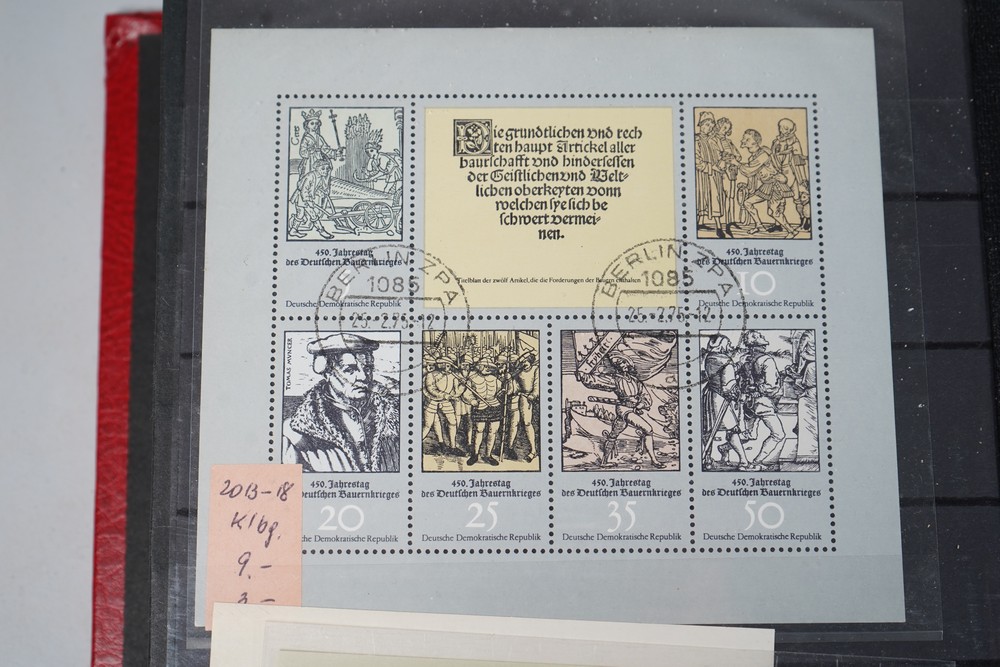 450. Jahrestag
des Deutschen Bauernkrieges
Deutsche Demokratische Republik
Die grundtlichen vnd rech
ten haupt Artickel aller
baurschafft vnd hindersessen
der Geistlichen vnd Welt-
lichen oberkeyten vonn
welchen sye sich be
schwert vermei-
nen.
Titelblatt der zwölf Artikel, die die Forderungen der Bauern enthalten
450. Jahrestag
des Deutschen Bauernkrieges
10
Deutsche Demokratische Republik
BERLIN ZPA
1085
25.-2.75-12
BERLIN ZPA
1085
25.-2.75-12
TOMAS MVNCER
450. Jahrestag
des Deutschen Bauernkrieges
20
Deutsche Demokratische Republik
450. Jahrestag
des Deutschen Bauernkrieges
25
Deutsche Demokratische Republik
450. Jahrestag
des Deutschen Bauernkrieges
35
Deutsche Demokratische Republik
450. Jahrestag
des Deutschen Bauernkrieges
50
Deutsche Demokratische Republik
2013-18
Klbg.
9.-
3.-